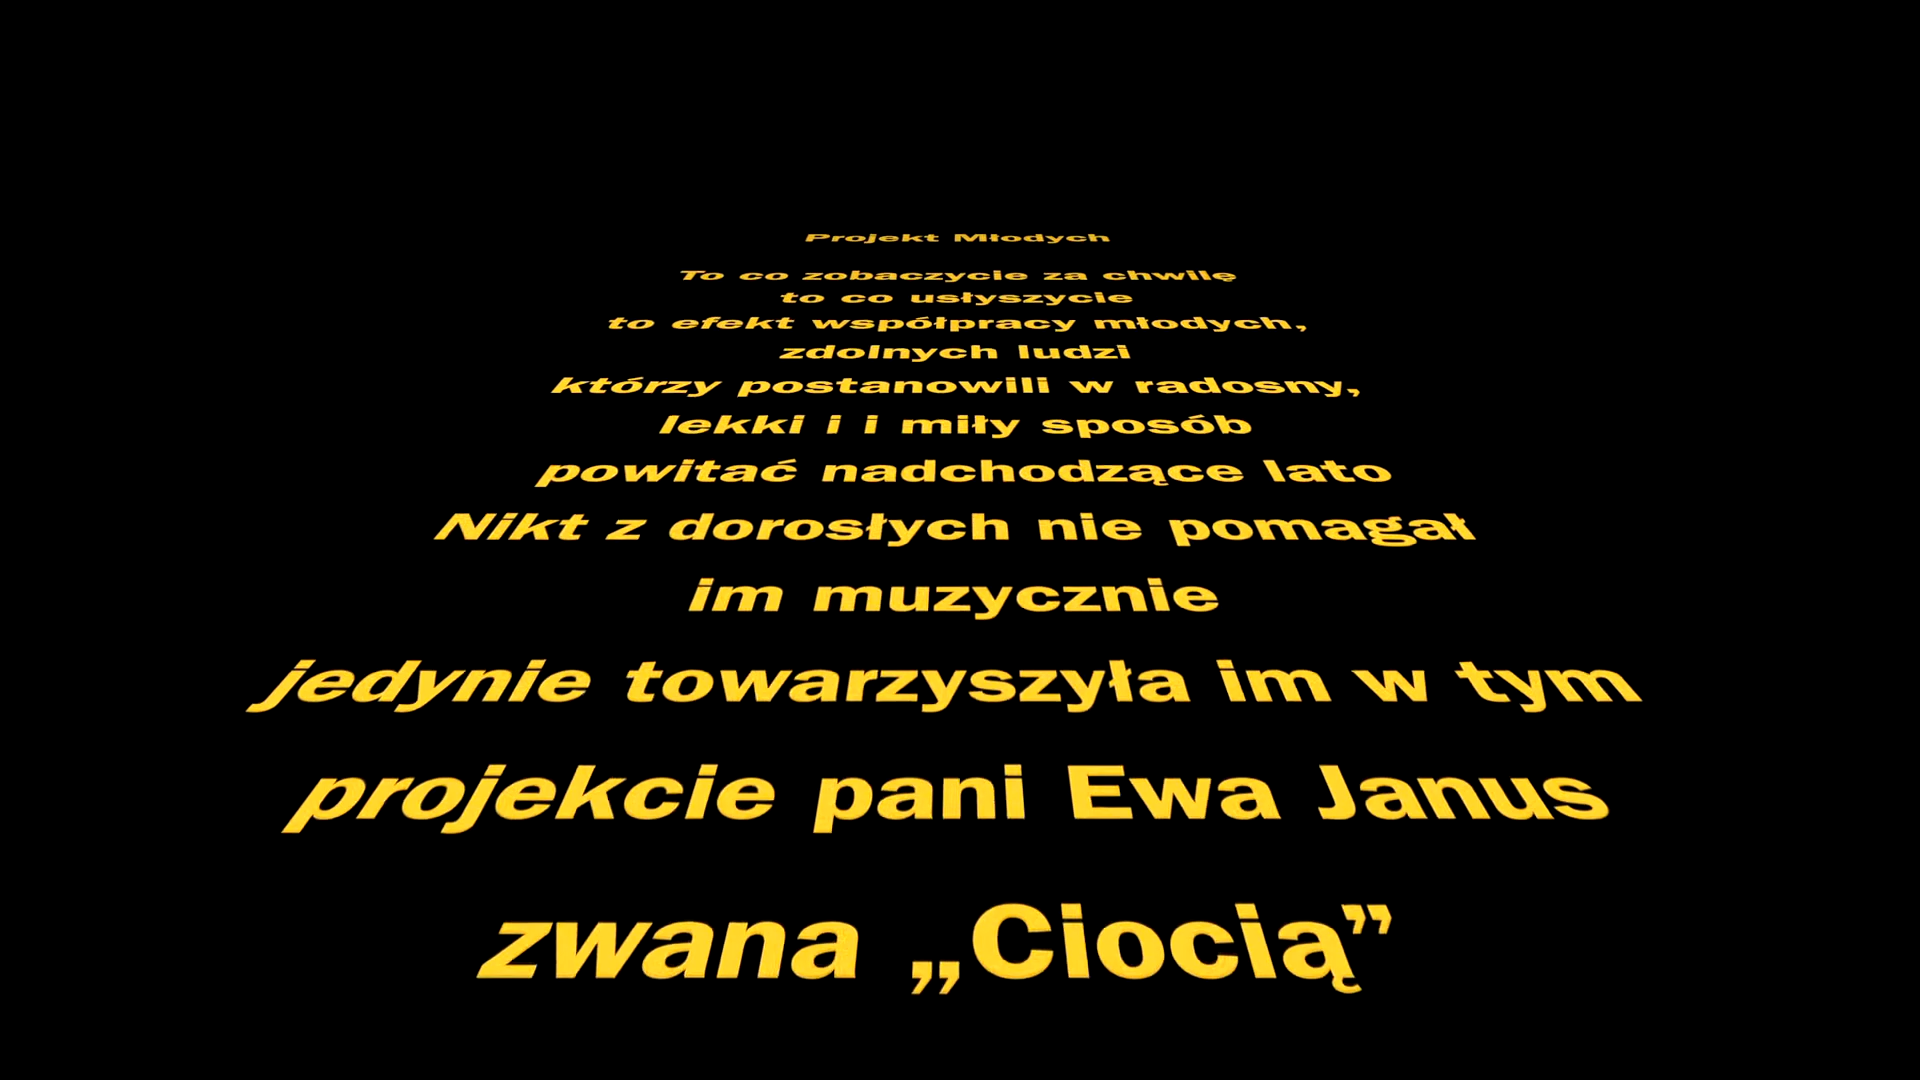 Projekt Młodych
To co zobaczycie za chwilę
to co usłyszycie
to efekt współpracy młodych,
zdolnych ludzi
którzy postanowili w radosny,
lekki i i miły sposób
powitać nadchodzące lato
Nikt z dorosłych nie pomagał
im muzycznie
jedynie towarzyszyła im w tym
projekcie pani Ewa Janus
zwana „Ciocią”